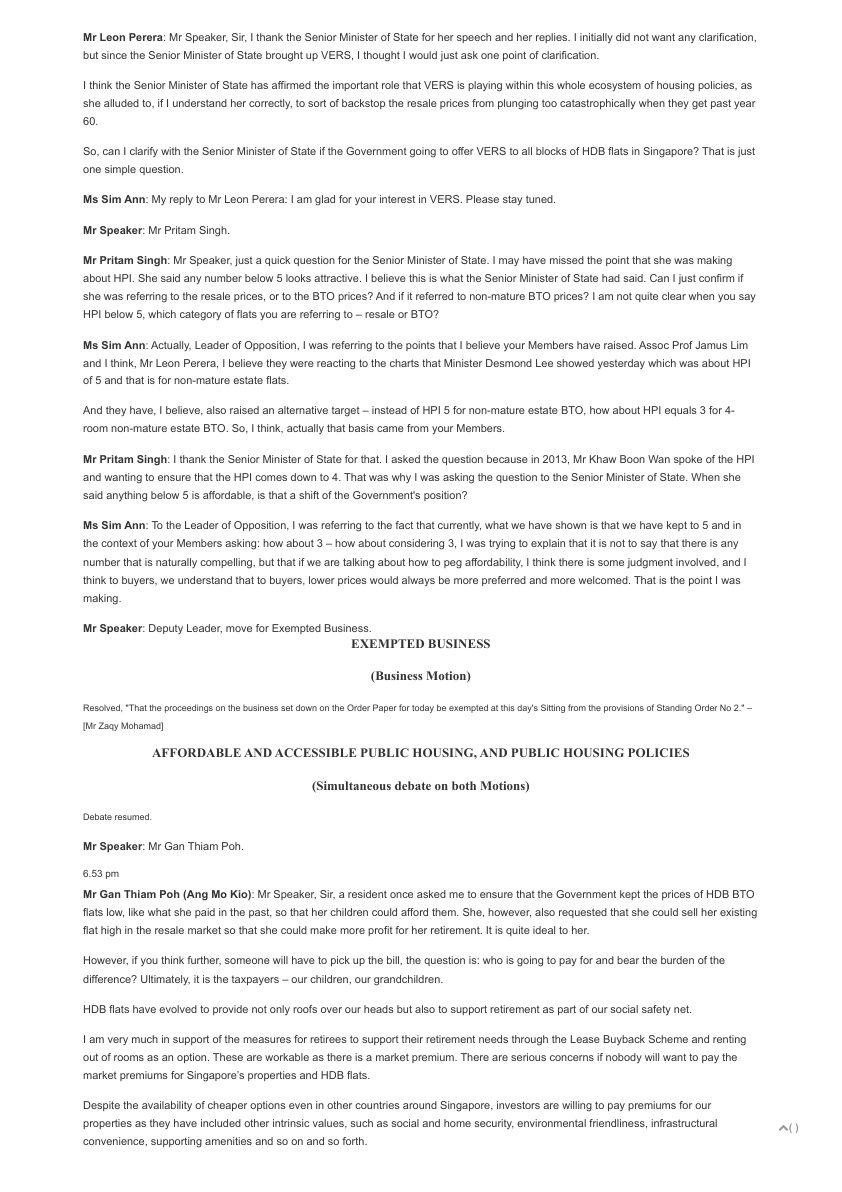 Mr Leon Perera: Mr Speaker, Sir, I thank the Senior Minister of State for her speech and her replies. I initially did not want any clarification,
but since the Senior Minister of State brought up VERS, I thought I would just ask one point of clarification.
I think the Senior Minister of State has affirmed the important role that VERS is playing within this whole ecosystem of housing policies, as
she alluded to, if I understand her correctly, to sort of backstop the resale prices from plunging too catastrophically when they get past year
60.
So, can I clarify with the Senior Minister of State if the Government going to offer VERS to all blocks of HDB flats in Singapore? That is just
one simple question.
Ms Sim Ann: My reply to Mr Leon Perera: I am glad for your interest in VERS. Please stay tuned.
Mr Speaker: Mr Pritam Singh.
Mr Pritam Singh: Mr Speaker, just a quick question for the Senior Minister of State. I may have missed the point that she was making
about HPI. She said any number below 5 looks attractive. I believe this is what the Senior Minister of State had said. Can I just confirm if
she was referring to the resale prices, or to the BTO prices? And if it referred to non-mature BTO prices? I am not quite clear when you say
HPI below 5, which category of flats you are referring to – resale or BTO?
Ms Sim Ann: Actually, Leader of Opposition, I was referring to the points that I believe your Members have raised. Assoc Prof Jamus Lim
and I think, Mr Leon Perera, I believe they were reacting to the charts that Minister Desmond Lee showed yesterday which was about HPI
of 5 and that is for non-mature estate flats.
And they have, I believe, also raised an alternative target – instead of HPI 5 for non-mature estate BTO, how about HPI equals 3 for 4-
room non-mature estate BTO. So, I think, actually that basis came from your Members.
Mr Pritam Singh: I thank the Senior Minister of State for that. I asked the question because in 2013, Mr Khaw Boon Wan spoke of the HPI
and wanting to ensure that the HPI comes down to 4. That was why I was asking the question to the Senior Minister of State. When she
said anything below 5 is affordable, is that a shift of the Government's position?
Ms Sim Ann: To the Leader of Opposition, I was referring to the fact that currently, what we have shown is that we have kept to 5 and in
the context of your Members asking: how about 3 – how about considering 3, I was trying to explain that it is not to say that there is any
number that is naturally compelling, but that if we are talking about how to peg affordability, I think there is some judgment involved, and I
think to buyers, we understand that to buyers, lower prices would always be more preferred and more welcomed. That is the point I was
making.
Mr Speaker: Deputy Leader, move for Exempted Business.
EXEMPTED BUSINESS
(Business Motion)
Resolved, "That the proceedings on the business set down on the Order Paper for today be exempted at this day's Sitting from the provisions of Standing Order No 2." –
[Mr Zaqy Mohamad]
AFFORDABLE AND ACCESSIBLE PUBLIC HOUSING, AND PUBLIC HOUSING POLICIES
(Simultaneous debate on both Motions)
Debate resumed.
Mr Speaker: Mr Gan Thiam Poh.
6.53 pm
Mr Gan Thiam Poh (Ang Mo Kio): Mr Speaker, Sir, a resident once asked me to ensure that the Government kept the prices of HDB BTO
flats low, like what she paid in the past, so that her children could afford them. She, however, also requested that she could sell her existing
flat high in the resale market so that she could make more profit for her retirement. It is quite ideal to her.
However, if you think further, someone will have to pick up the bill, the question is: who is going to pay for and bear the burden of the
difference? Ultimately, it is the taxpayers – our children, our grandchildren.
HDB flats have evolved to provide not only roofs over our heads but also to support retirement as part of our social safety net.
I am very much in support of the measures for retirees to support their retirement needs through the Lease Buyback Scheme and renting
out of rooms as an option. These are workable as there is a market premium. There are serious concerns if nobody will want to pay the
market premiums for Singapore's properties and HDB flats.
Despite the availability of cheaper options even in other countries around Singapore, investors are willing to pay premiums for our
properties as they have included other intrinsic values, such as social and home security, environmental friendliness, infrastructural
convenience, supporting amenities and so on and so forth.
( )